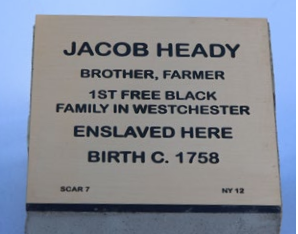 JACOB HEADY
BROTHER, FARMER
1ST FREE BLACK
FAMILY IN WESTCHESTER
ENSLAVED HERE
BIRTH C. 1758
SCAR 7 NY 12